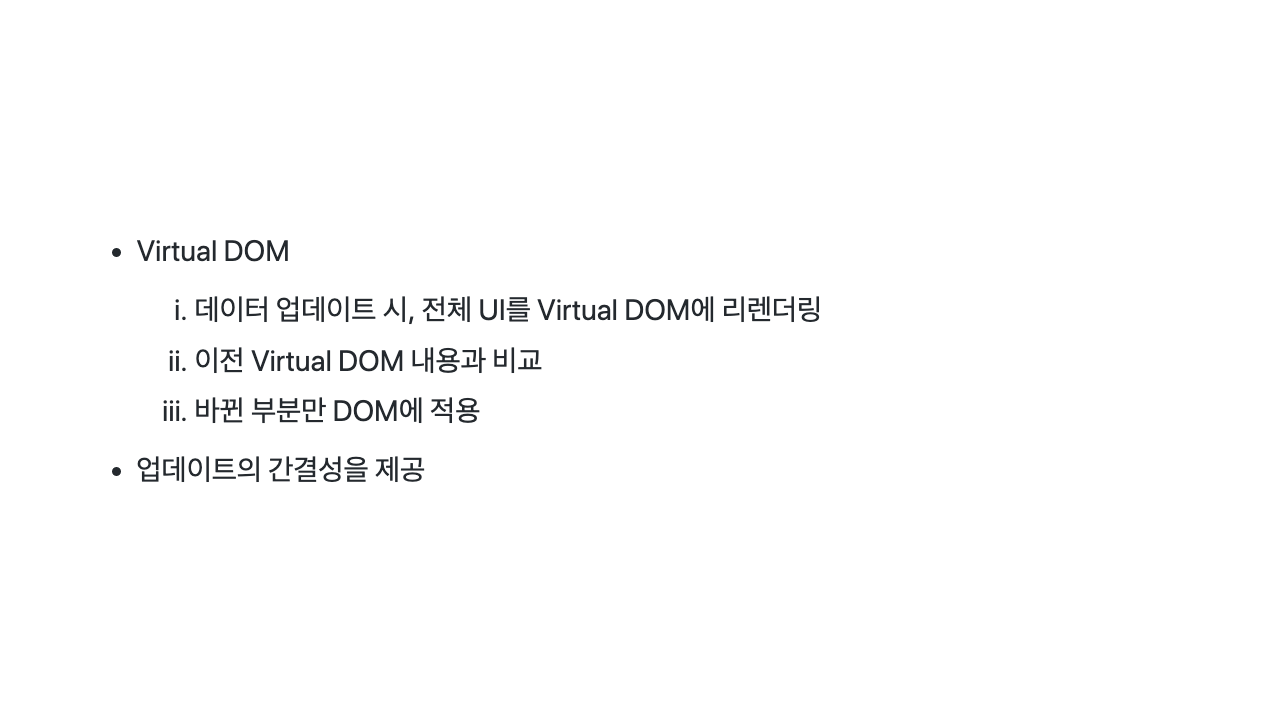 • Virtual DOM
i. 데이터 업데이트 시, 전체 UI를 Virtual DOM에 리렌더링
ii. 이전 Virtual DOM 내용과 비교
iii. 바뀐 부분만 DOM에 적용
• 업데이트의 간결성을 제공